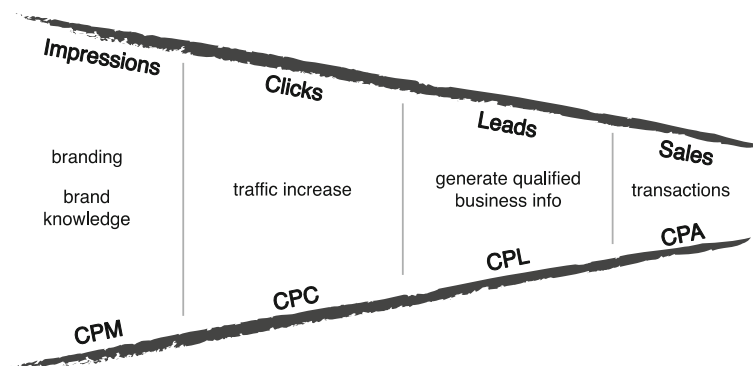 Impressions
Clicks
Leads
Sales
branding
brand
knowledge
traffic increase
generate qualified
business info
transactions
CPM
CPC
CPL
CPA